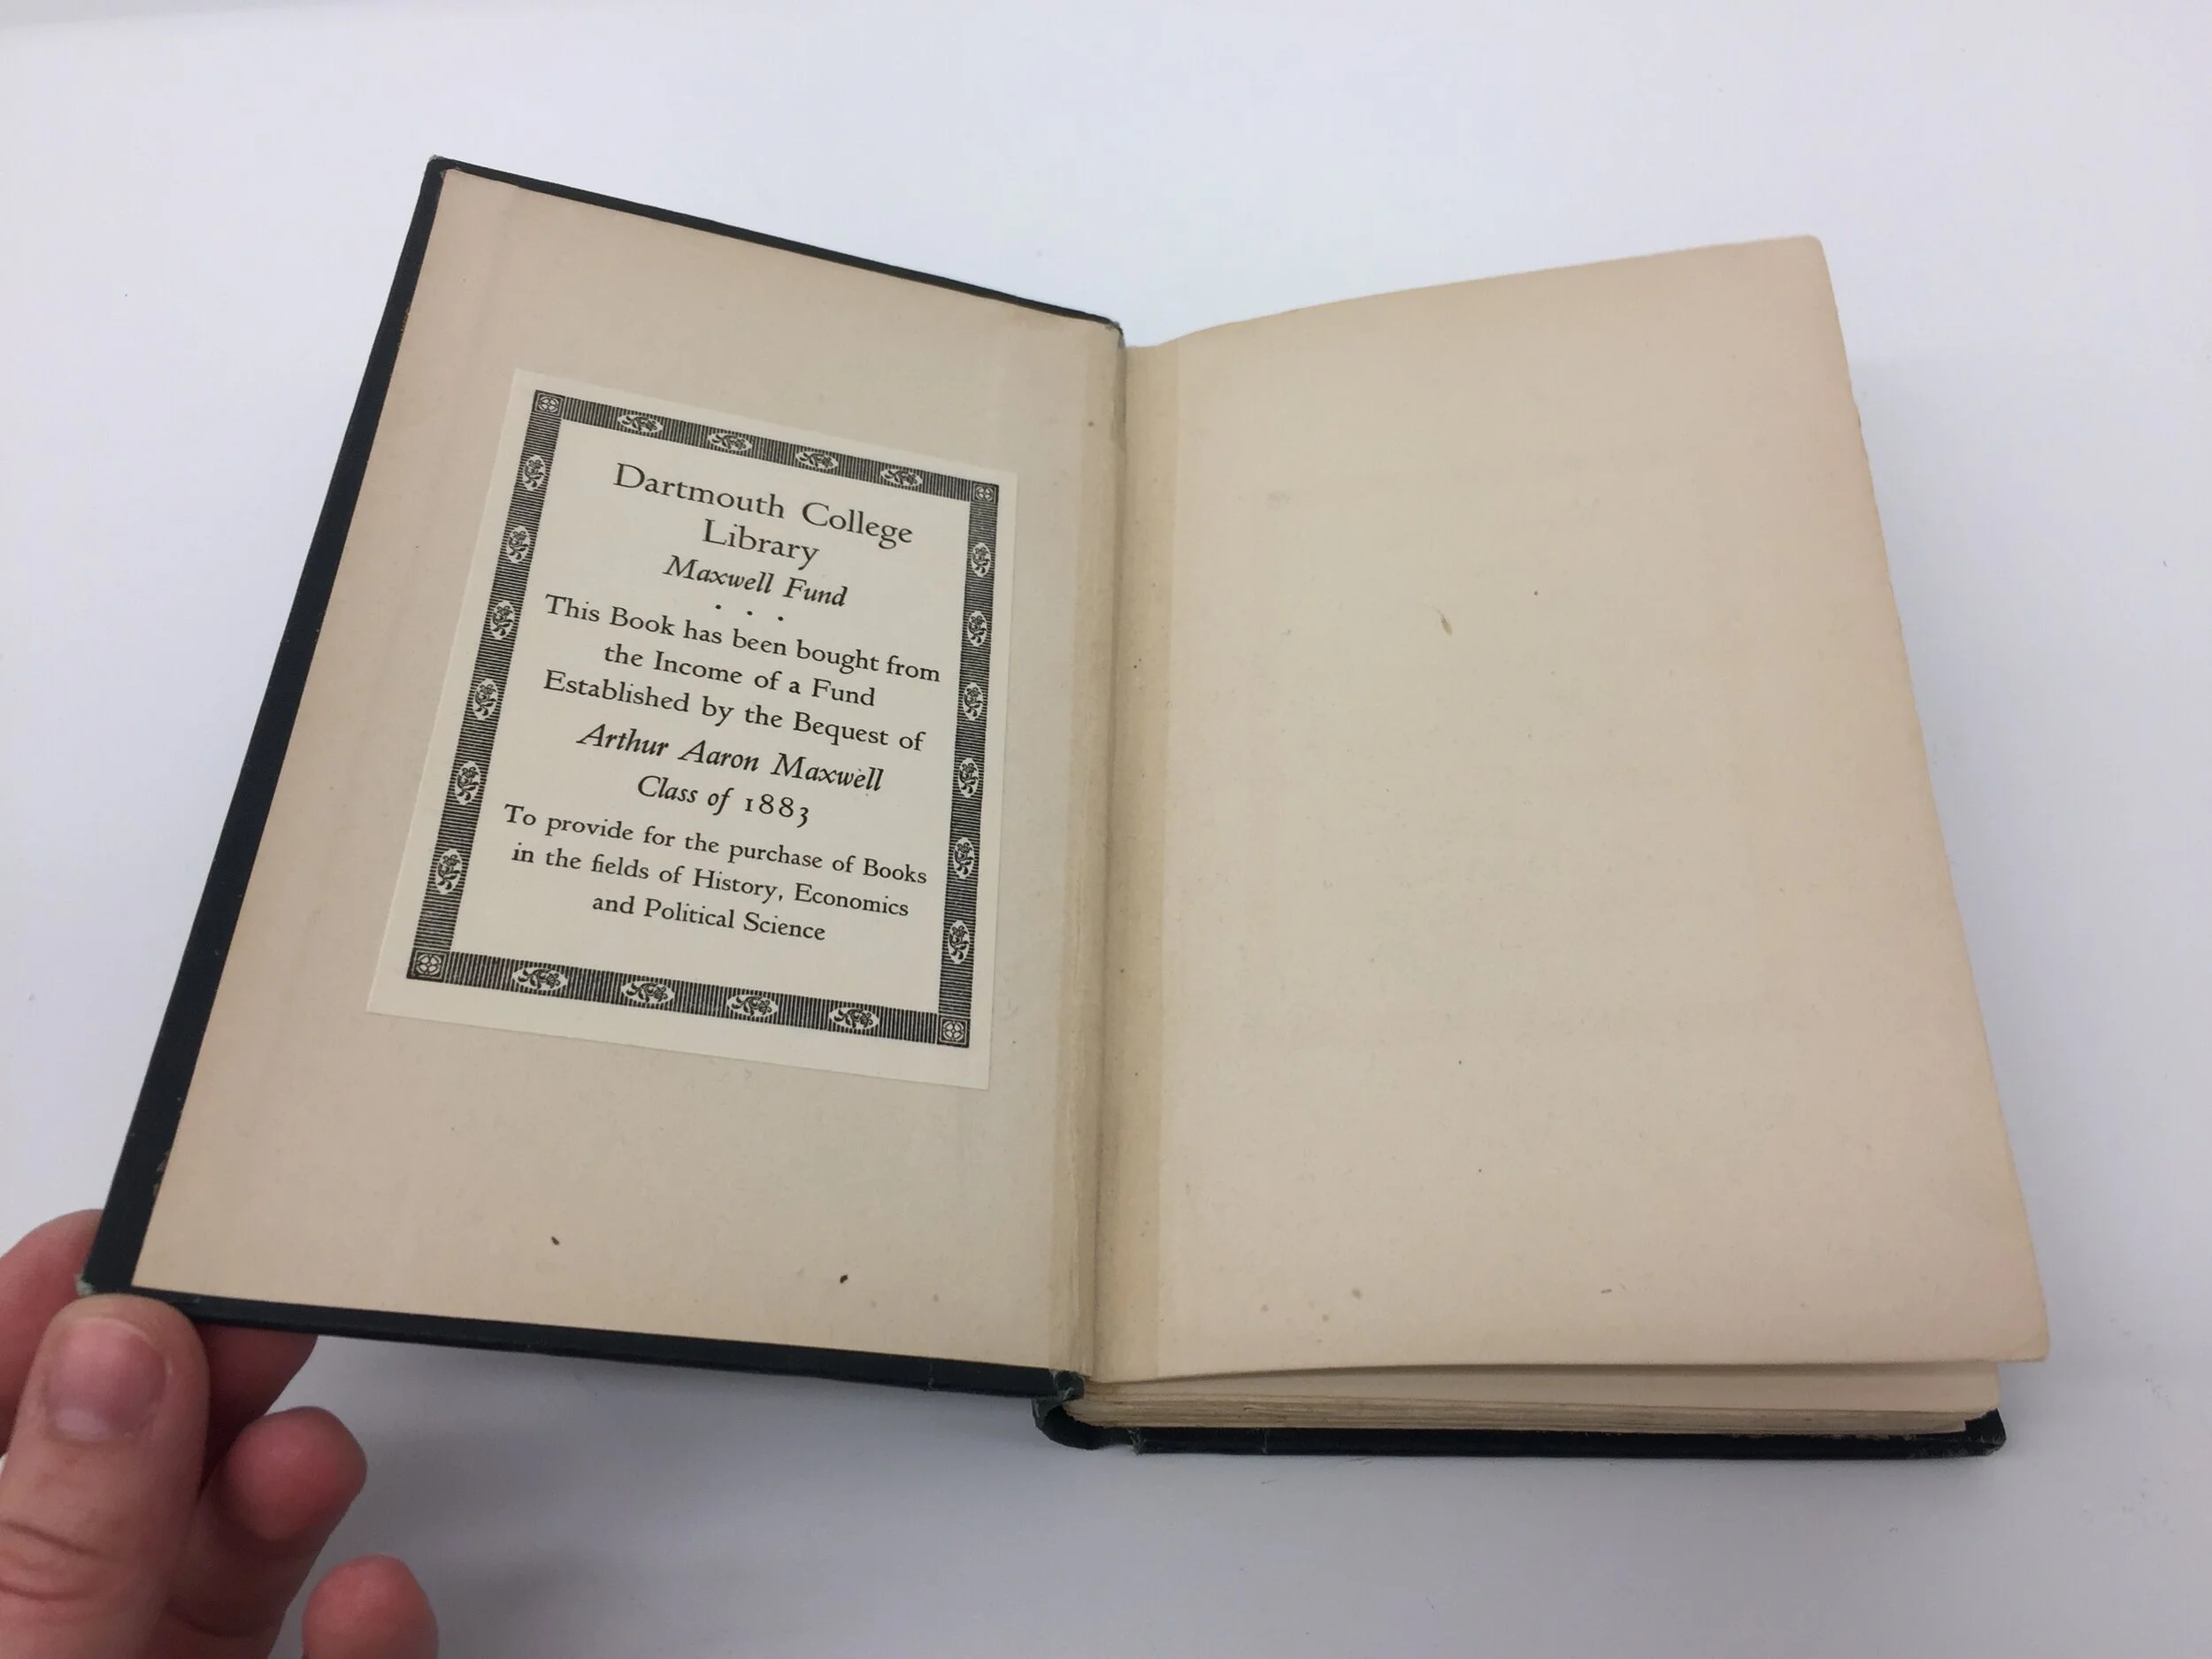 Dartmouth College
Library
Maxwell Fund
. . .
This Book has been bought from
the Income of a Fund
Established by the Bequest of
Arthur Aaron Maxwell
Class of 1883
To provide for the purchase of Books
in the fields of History, Economics
and Political Science